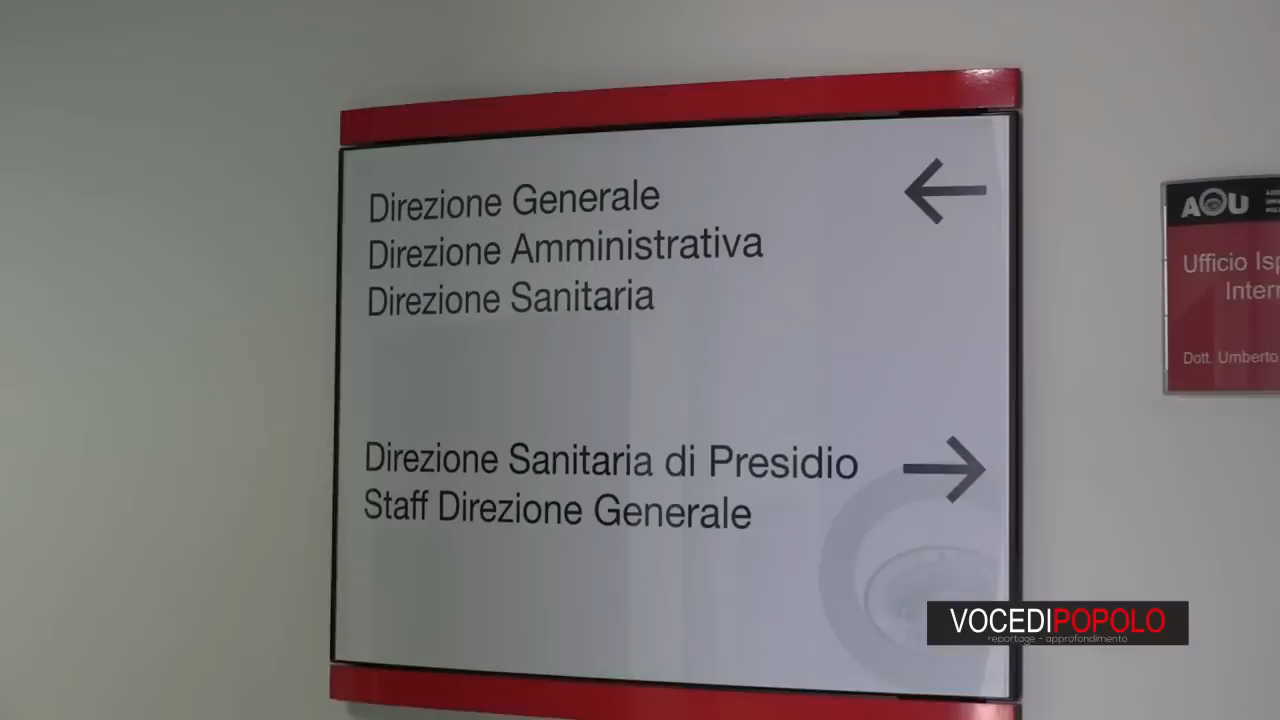 Direzione Generale
Direzione Amministrativa
Direzione Sanitaria
Direzione Sanitaria di Presidio
Staff Direzione Generale
AOU
Ufficio
Dott. Umberto
VOCEDIPOPOLO
reportage - approfondimento